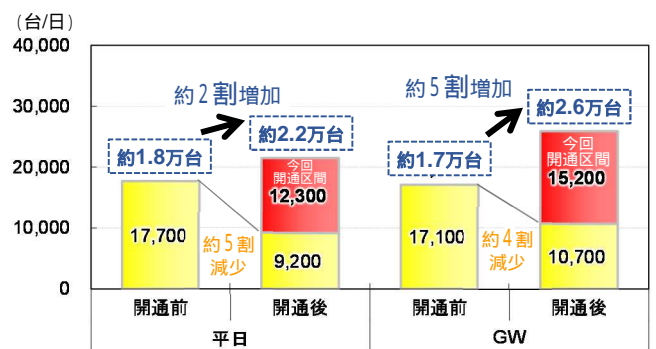 (台/日)
40,000
30,000
20,000
10,000
0
約2割増加
約1.8万台
約2.2万台
17,700
今回
開通区間
12,300
約5割
減少
9,200
約5割増加
約1.7万台
約2.6万台
17,100
今回
開通区間
15,200
約4割
減少
10,700
開通前
開通後
開通前
開通後
平日
GW